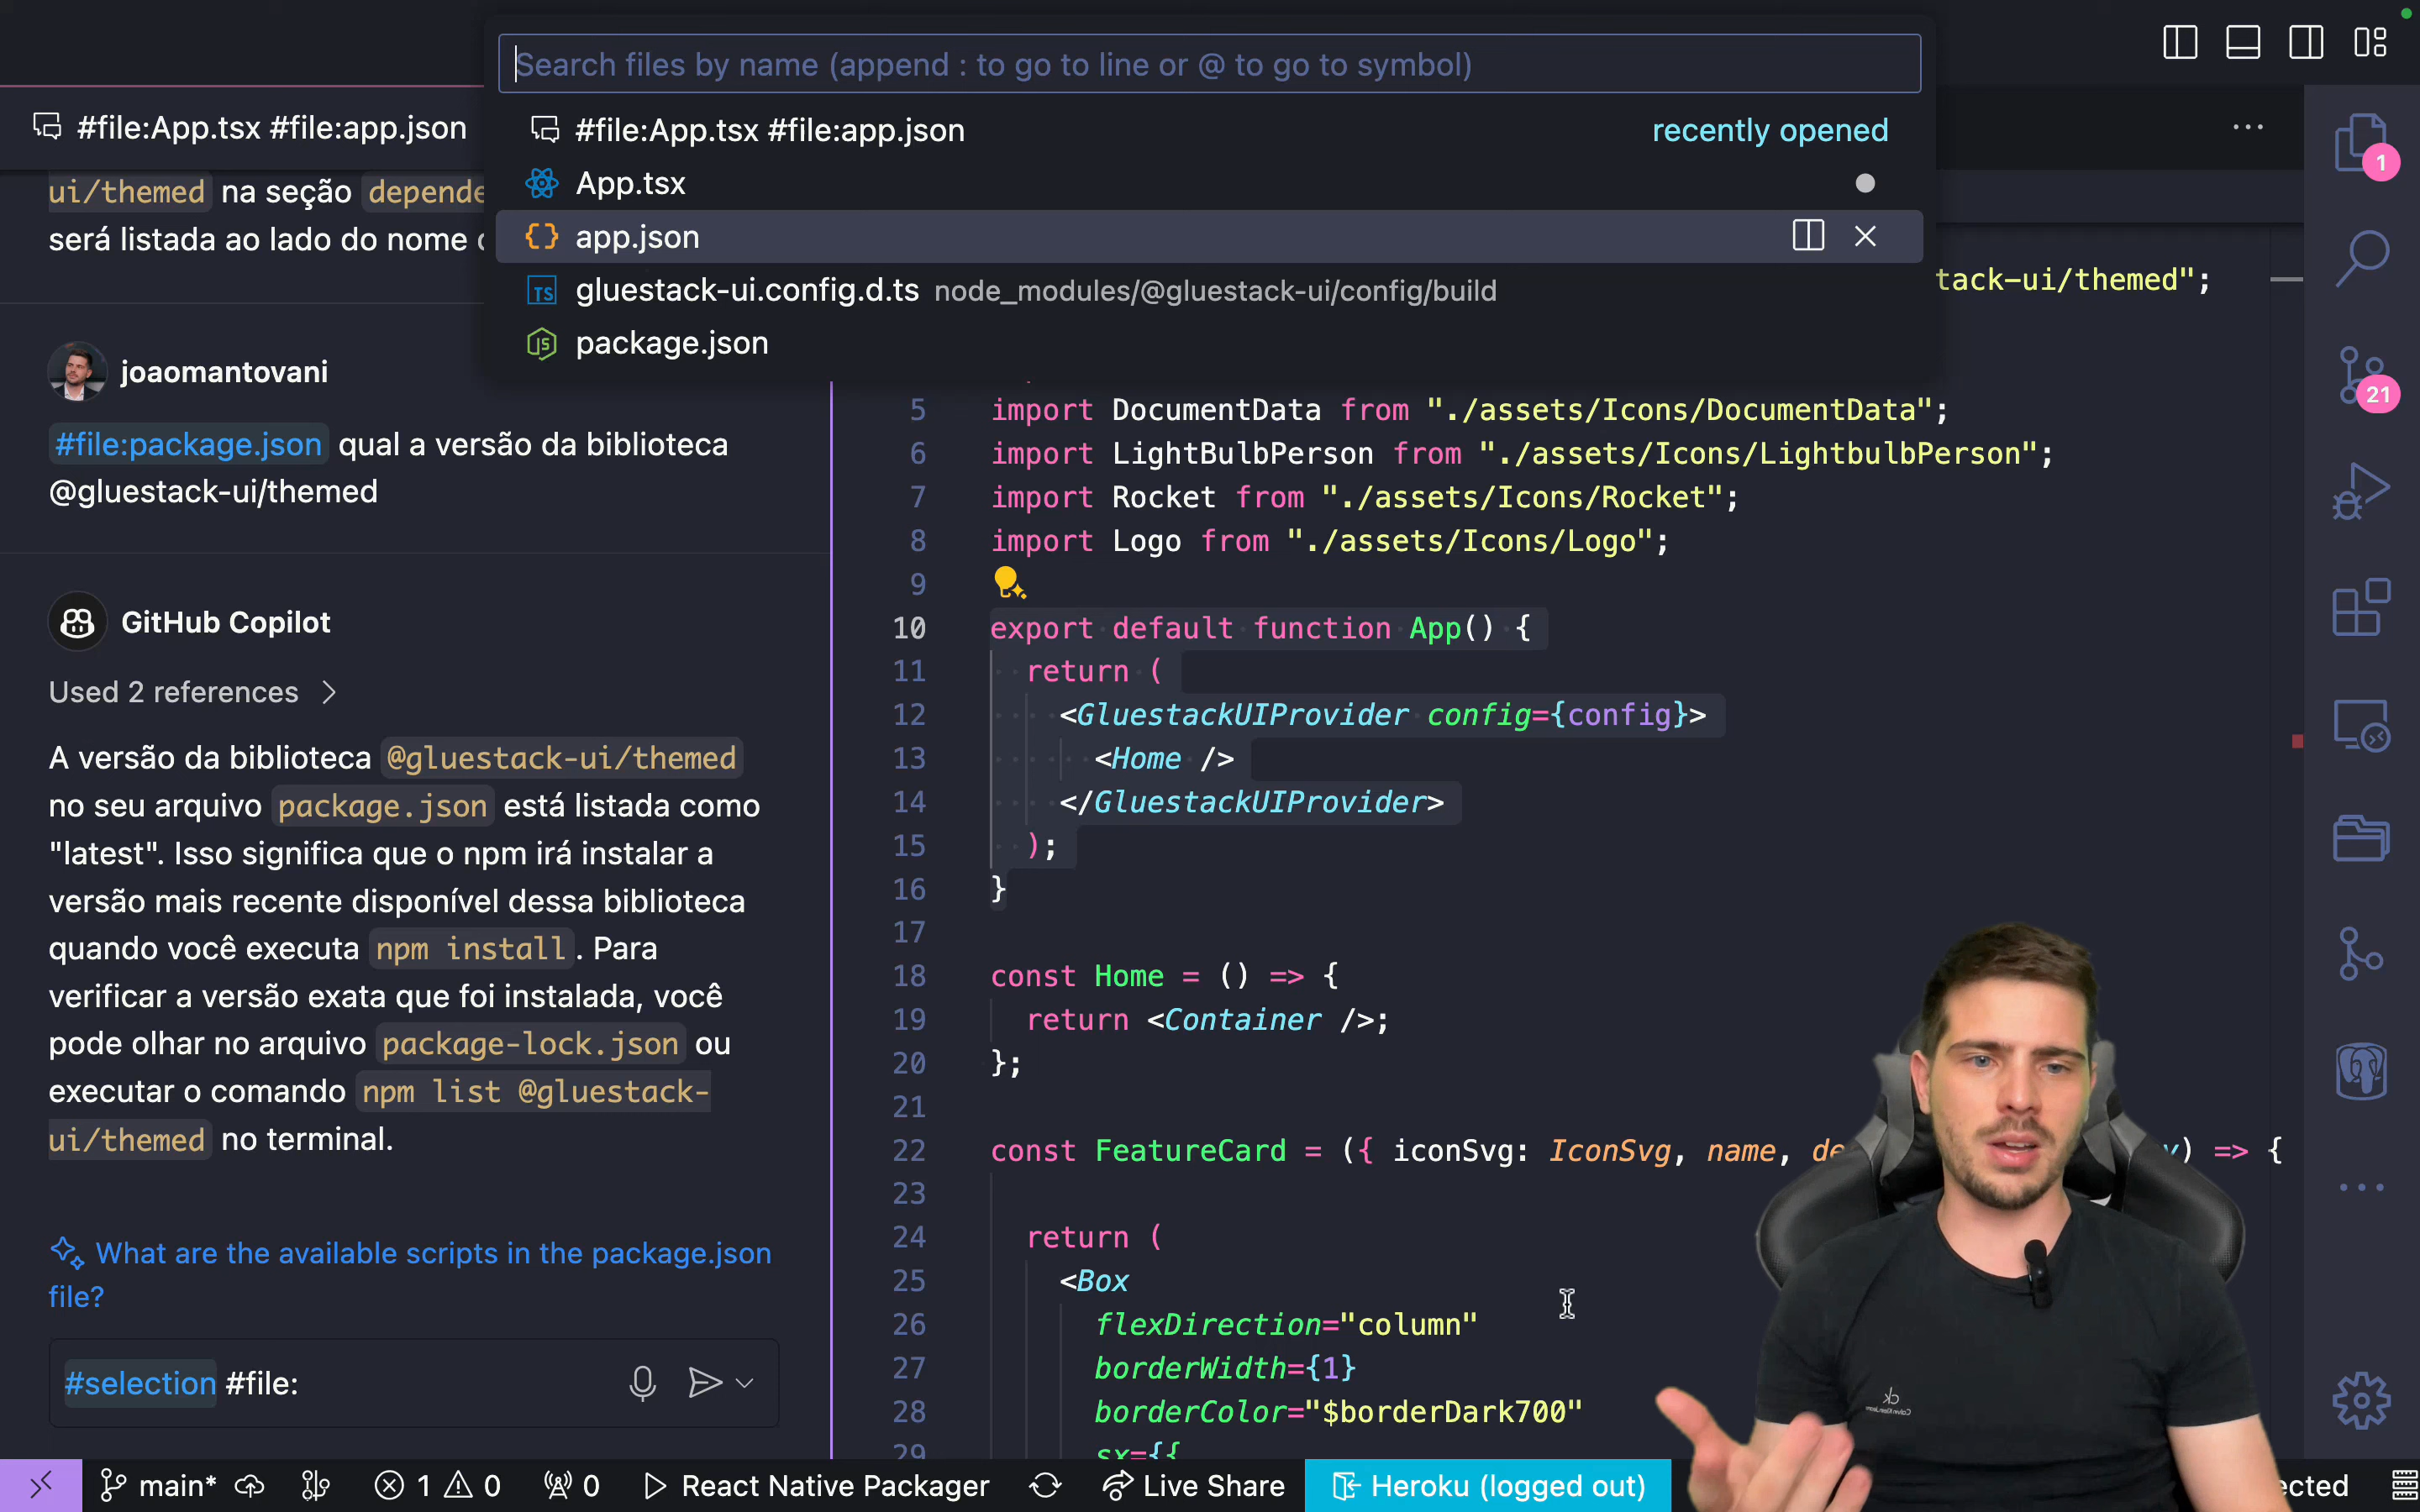 Search files by name (append : to go to line or @ to go to symbol)
#file:App.tsx #file:app.json
recently opened
App.tsx
app.json
gluestack-ui.config.d.ts node_modules/@gluestack-ui/config/build
package.json
#file:App.tsx #file:app.json
ui/themed na seção
será listada ao lado do nome
joaomantovani
#file:package.json qual a versão da biblioteca
@gluestack-ui/themed
GitHub Copilot
Used 2 references
A versão da biblioteca @gluestack-ui/themed
no seu arquivo package.json está listada como
"latest". Isso significa que o npm irá instalar a
versão mais recente disponível dessa biblioteca
quando você executa npm install. Para
verificar a versão exata que foi instalada, você
pode olhar no arquivo package-lock.json ou
executar o comando npm list @gluestack-
ui/themed no terminal.
What are the available scripts in the package.json
file?
#selection #file:
tack-ui/themed";
5 import DocumentData from "./assets/Icons/DocumentData";
6 import LightBulbPerson from "./assets/Icons/LightbulbPerson";
7 import Rocket from "./assets/Icons/Rocket";
8 import Logo from "./assets/Icons/Logo";
9
10 export default function App() {
11 return (
12 <GluestackUIProvider config={config}>
13 <Home />
14 </GluestackUIProvider>
15 );
16 }
17
18 const Home = () => {
19 return <Container />;
20 };
21
22 const FeatureCard = ({ iconSvg: IconSvg, name, de ) => {
23
24 return (
25 <Box
26 flexDirection="column"
27 borderWidth={1}
28 borderColor="$borderDark700"
29 sx={{
1
21
main* 1 0 0 React Native Packager Live Share Heroku (logged out) ected